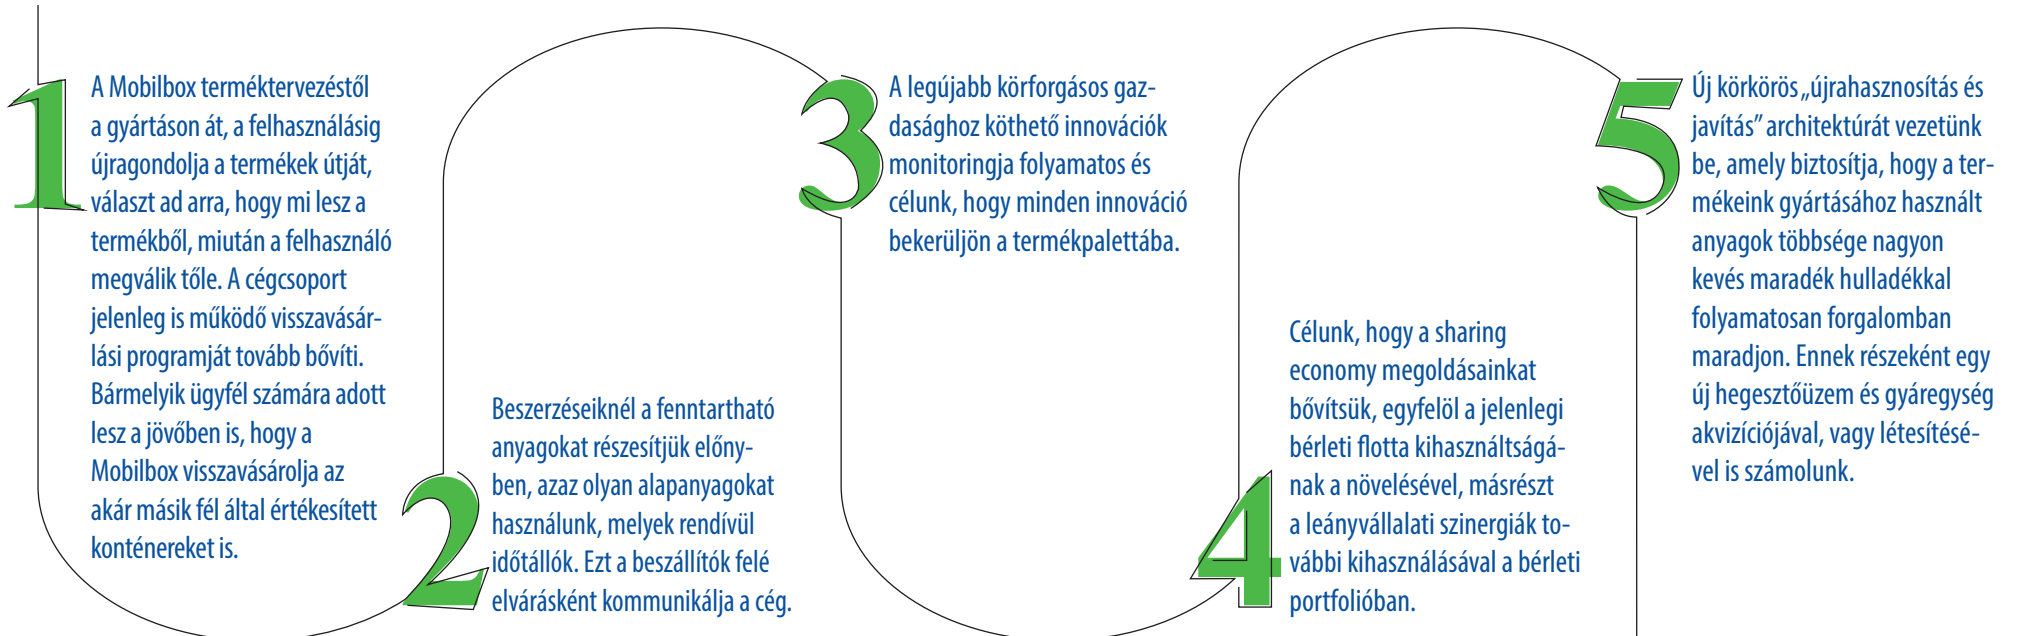 1
A Mobilbox terméktervezéstől
a gyártáson át, a felhasználásig
újragondolja a termékek útját,
választ ad arra, hogy mi lesz a
termékből, miután a felhasználó
megválik tőle. A cégcsoport
jelenleg is működő visszavásár-
lási programját tovább bővíti.
Bármelyik ügyfél számára adott
lesz a jövőben is, hogy a
Mobilbox visszavásárolja az
akár másik fél által értékesített
konténereket is.
2
Beszerzéseiknél a fenntartható
anyagokat részesítjük előny-
ben, azaz olyan alapanyagokat
használunk, melyek rendívül
időtállók. Ezt a beszállítók felé
elvárásként kommunikálja a cég.
3
A legújabb körforgásos gaz-
dasághoz köthető innovációk
monitoringja folyamatos és
célunk, hogy minden innováció
bekerüljön a termékpalettába.
4
Célunk, hogy a sharing
economy megoldásainkat
bővítsük, egyfelöl a jelenlegi
bérleti flotta kihasználtságá-
nak a növelésével, másrészt
a leányvállalati szinergiák to-
vábbi kihasználásával a bérleti
portfolióban.
5
Új körkörös „újrahasznosítás és
javítás” architektúrát vezetünk
be, amely biztosítja, hogy a ter-
mékeink gyártásához használt
anyagok többsége nagyon
kevés maradék hulladékkal
folyamatosan forgalomban
maradjon. Ennek részeként egy
új hegesztőüzem és gyáregység
akvizíciójával, vagy létesítésé-
vel is számolunk.